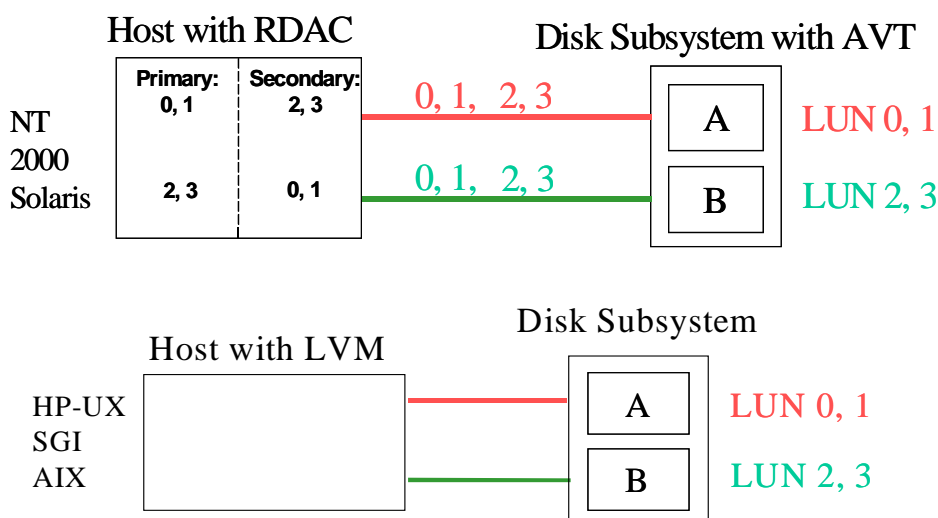 Host with RDAC
Disk Subsystem with AVT
Primary: Secondary:
0, 1 2, 3
2, 3 0, 1
NT
2000
Solaris
0, 1, 2, 3
0, 1, 2, 3
A
B
LUN 0, 1
LUN 2, 3
Host with LVM
Disk Subsystem
HP-UX
SGI
AIX
A
B
LUN 0, 1
LUN 2, 3